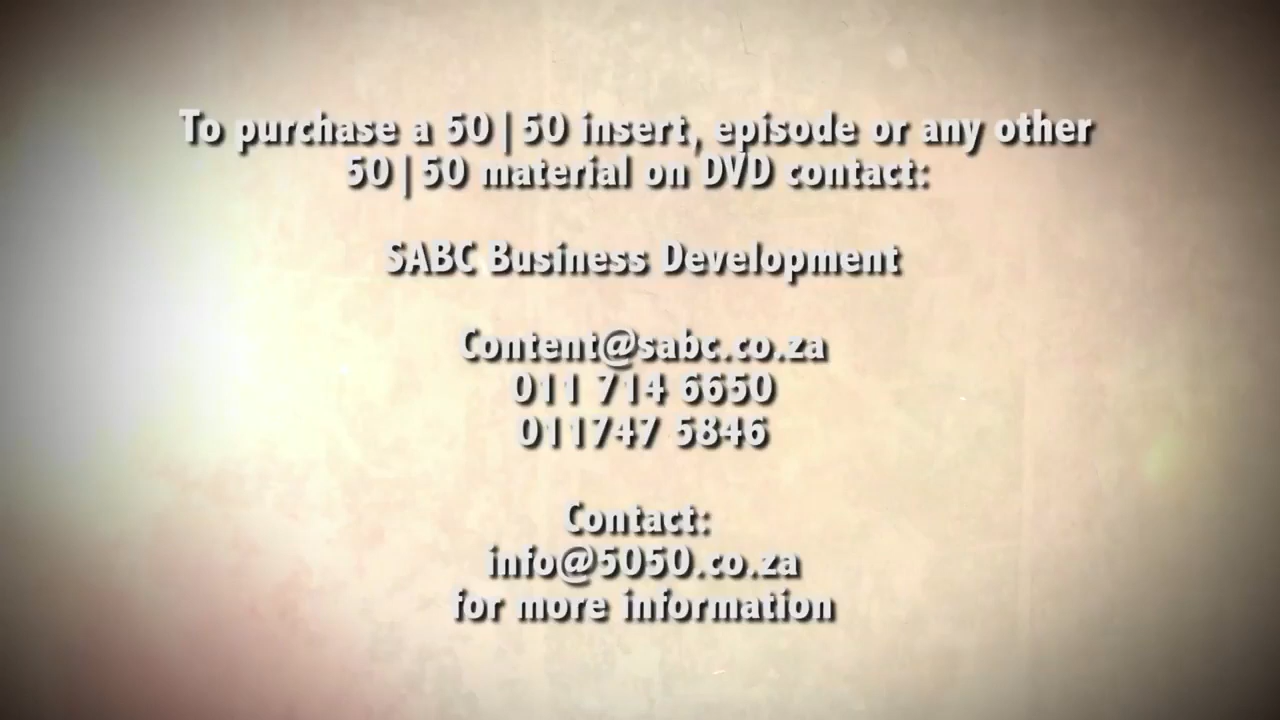 To purchase a 50|50 insert, episode or any other
50|50 material on DVD contact:
SABC Business Development
Content@sabc.co.za
011 714 6650
011747 5846
Contact:
info@5050.co.za
for more information